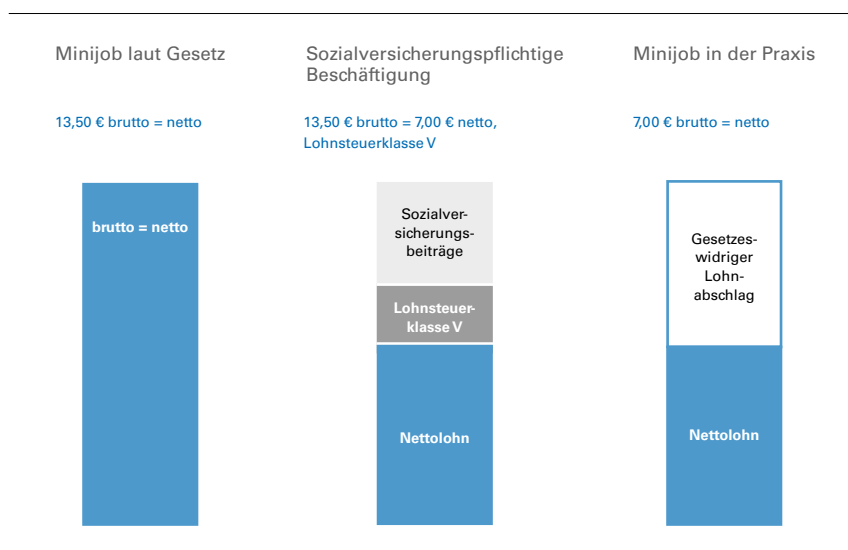 Minijob laut Gesetz
13,50 € brutto = netto
brutto = netto
Sozialversicherungspflichtige
Beschäftigung
13,50 € brutto = 7,00 € netto,
Lohnsteuerklasse V
Sozialver-
sicherungs-
beiträge
Lohnsteuer-
klasse V
Nettolohn
Minijob in der Praxis
7,00 € brutto = netto
Gesetzes-
widriger
Lohn-
abschlag
Nettolohn